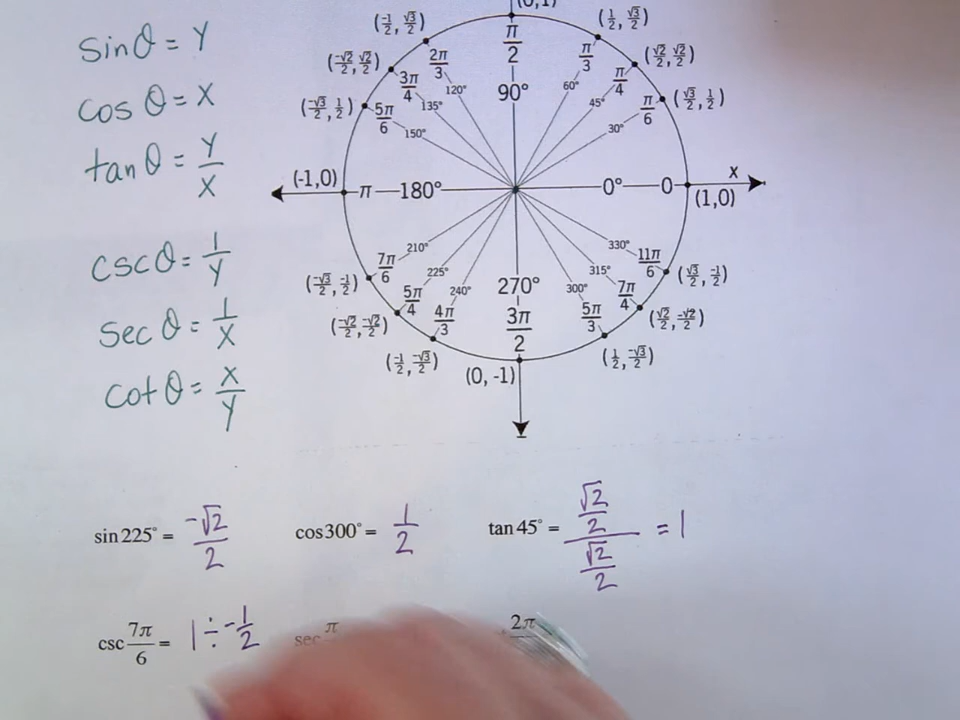 sinθ = Y
cos θ = X
tanθ = Y/X
cscθ = 1/Y
Sec θ = 1/X
cotθ = X/Y
(0,1)
(-1/2, √3/2) (1/2, √3/2)
(-√2/2, √2/2) 2π/3 π/2 π/3 (√2/2, √2/2)
(-√3/2, 1/2) 3π/4 120° 90° 60° π/4 (√3/2, 1/2)
5π/6 135° 45° π/6
150° 30°
(-1,0) π 180° 0° 0 x
(1,0)
210° 330°
(-√3/2, -1/2) 7π/6 225° 270° 315° 11π/6 (√3/2, -1/2)
(-√2/2, -√2/2) 5π/4 240° 3π/2 300° 7π/4 (√2/2, -√2/2)
4π/3 5π/3
(-1/2, -√3/2) (0, -1) (1/2, -√3/2)
sin 225° = -√2/2 cos 300° = 1/2 tan 45° = √2/2 / √2/2 = 1
csc 7π/6 = 1 ÷ -1/2 sec π 2π